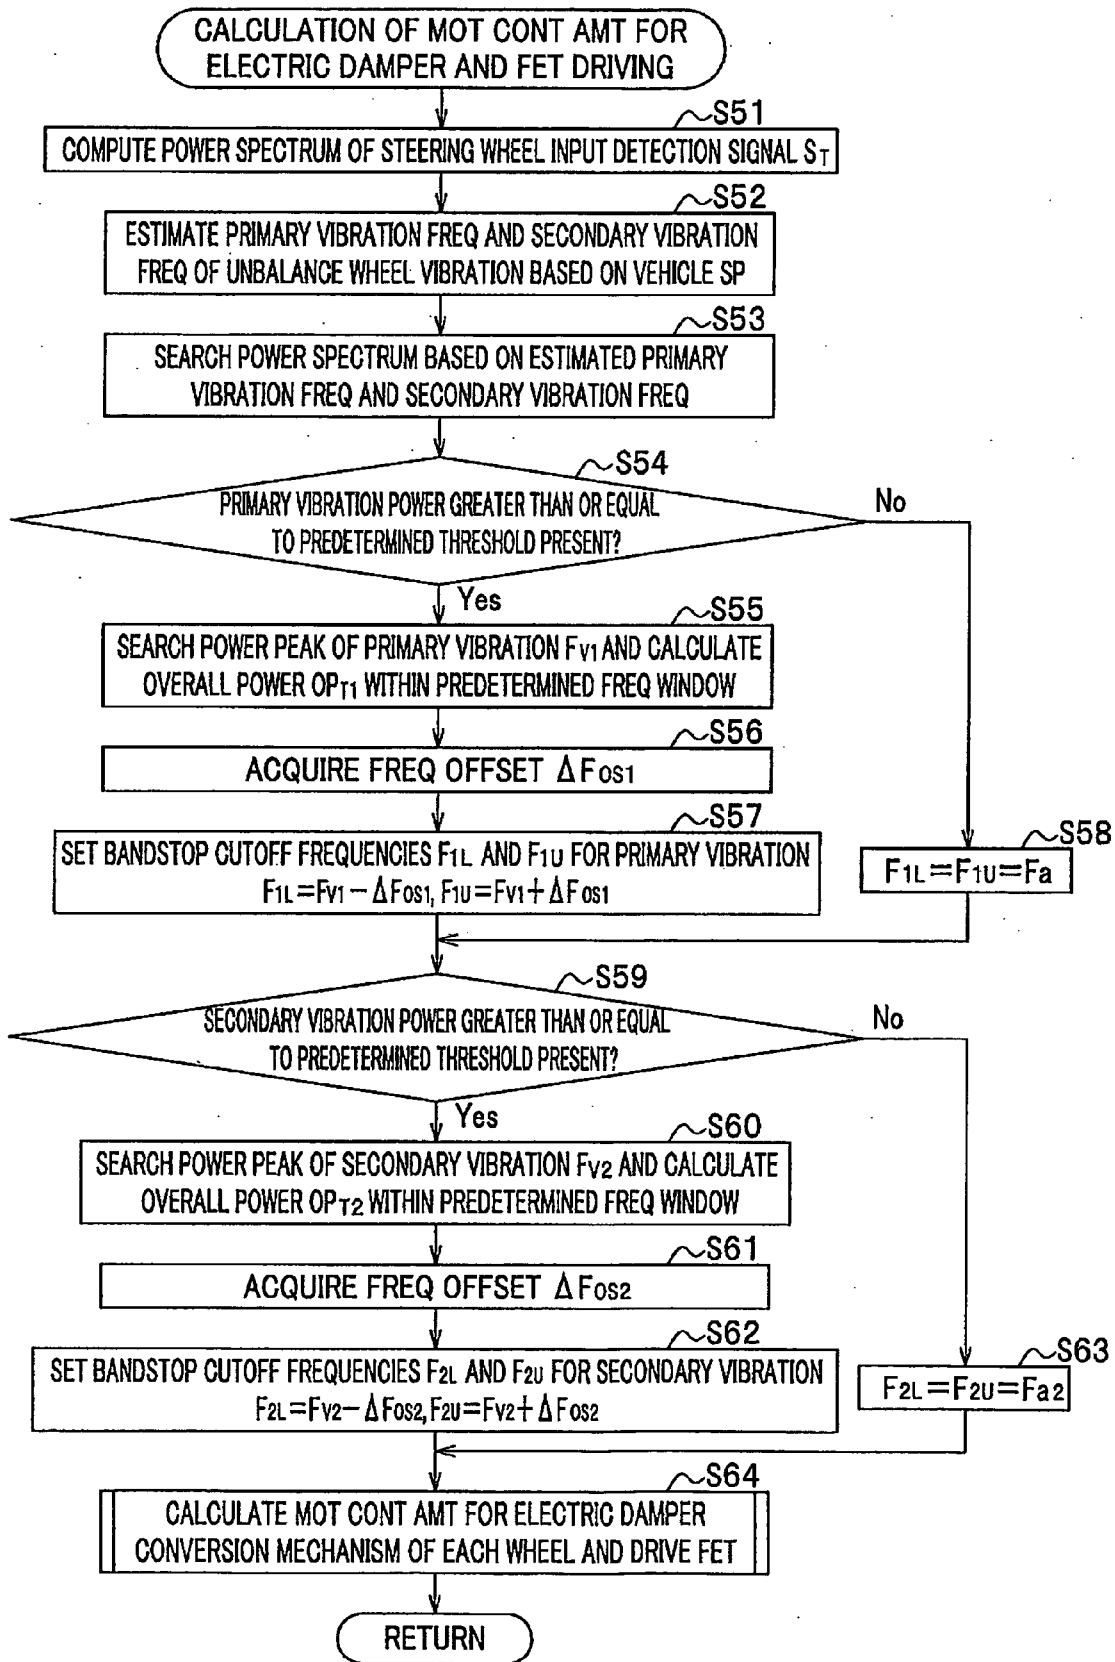 CALCULATION OF MOT CONT AMT FOR
ELECTRIC DAMPER AND FET DRIVING
S51
COMPUTE POWER SPECTRUM OF STEERING WHEEL INPUT DETECTION SIGNAL ST
S52
ESTIMATE PRIMARY VIBRATION FREQ AND SECONDARY VIBRATION
FREQ OF UNBALANCE WHEEL VIBRATION BASED ON VEHICLE SP
S53
SEARCH POWER SPECTRUM BASED ON ESTIMATED PRIMARY
VIBRATION FREQ AND SECONDARY VIBRATION FREQ
S54
PRIMARY VIBRATION POWER GREATER THAN OR EQUAL
TO PREDETERMINED THRESHOLD PRESENT?
No
Yes
S55
SEARCH POWER PEAK OF PRIMARY VIBRATION FV1 AND CALCULATE
OVERALL POWER OPT1 WITHIN PREDETERMINED FREQ WINDOW
S56
ACQUIRE FREQ OFFSET ΔFOS1
S57
SET BANDSTOP CUTOFF FREQUENCIES F1L AND F1U FOR PRIMARY VIBRATION
F1L=FV1−ΔFOS1, F1U=FV1+ΔFOS1
S58
F1L=F1U=Fa
S59
SECONDARY VIBRATION POWER GREATER THAN OR EQUAL
TO PREDETERMINED THRESHOLD PRESENT?
No
Yes
S60
SEARCH POWER PEAK OF SECONDARY VIBRATION FV2 AND CALCULATE
OVERALL POWER OPT2 WITHIN PREDETERMINED FREQ WINDOW
S61
ACQUIRE FREQ OFFSET ΔFOS2
S62
SET BANDSTOP CUTOFF FREQUENCIES F2L AND F2U FOR SECONDARY VIBRATION
F2L=FV2−ΔFOS2, F2U=FV2+ΔFOS2
S63
F2L=F2U=Fa2
S64
CALCULATE MOT CONT AMT FOR ELECTRIC DAMPER
CONVERSION MECHANISM OF EACH WHEEL AND DRIVE FET
RETURN